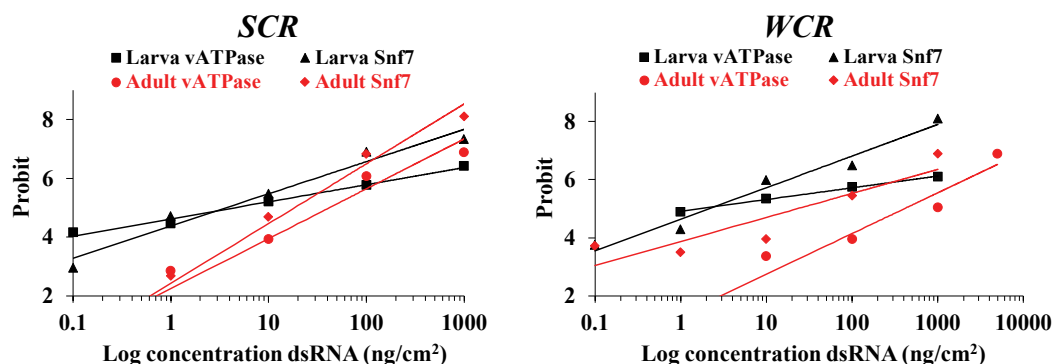 SCR
Larva vATPase
Larva Snf7
Adult vATPase
Adult Snf7
Probit
8
6
4
2
0.1
1
10
100
1000
Log concentration dsRNA (ng/cm²)
WCR
Larva vATPase
Larva Snf7
Adult vATPase
Adult Snf7
Probit
8
6
4
2
0.1
1
10
100
1000
10000
Log concentration dsRNA (ng/cm²)